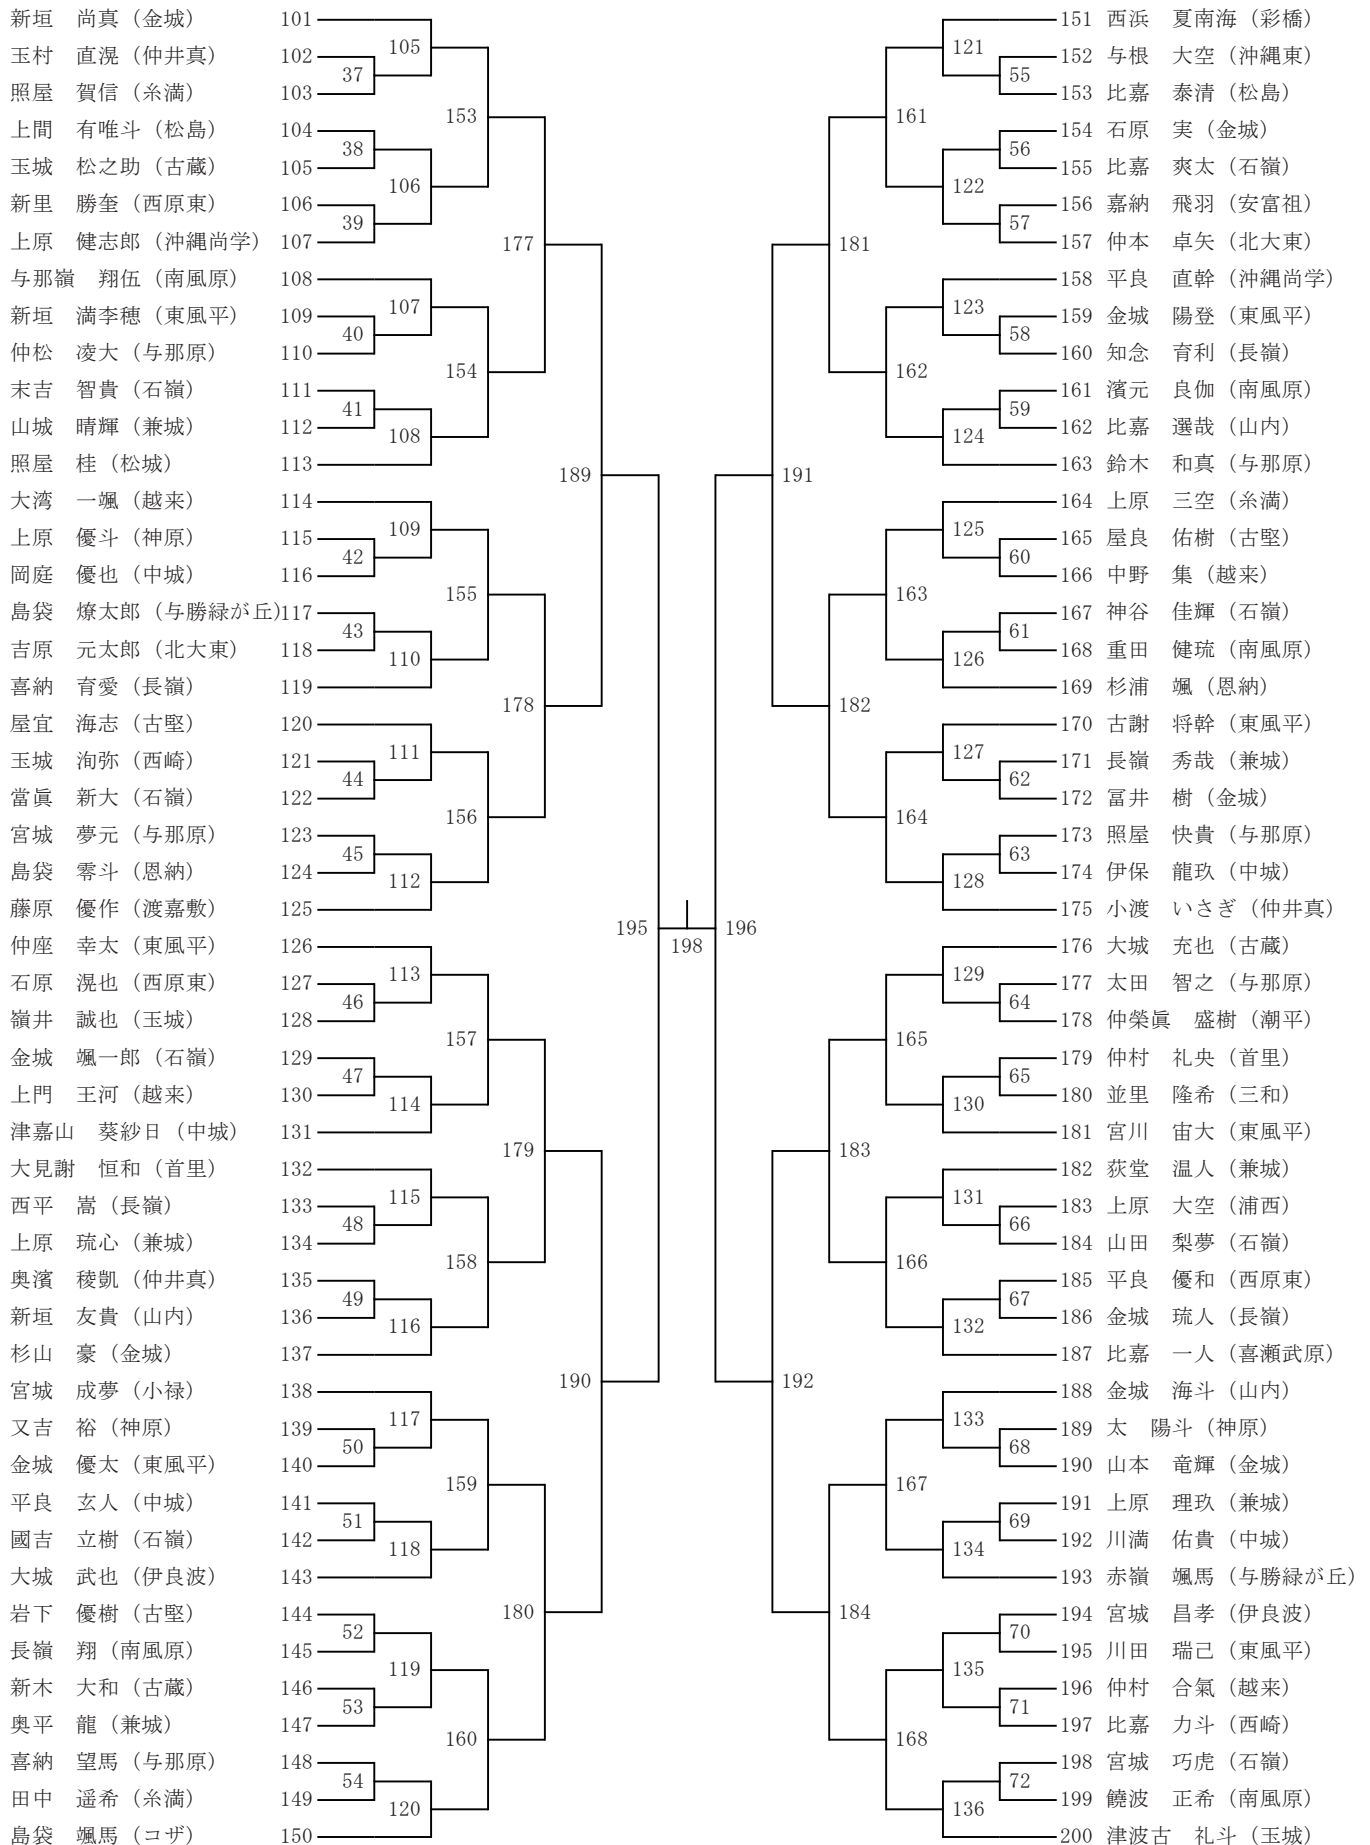 新垣　尚真（金城）　101
玉村　直滉（仲井真）　102
照屋　賀信（糸満）　103
上間　有唯斗（松島）　104
玉城　松之助（古蔵）　105
新里　勝奎（西原東）　106
上原　健志郎（沖縄尚学）　107
与那嶺　翔伍（南風原）　108
新垣　満李穂（東風平）　109
仲松　凌大（与那原）　110
末吉　智貴（石嶺）　111
山城　晴輝（兼城）　112
照屋　桂（松城）　113
大湾　一颯（越来）　114
上原　優斗（神原）　115
岡庭　優也（中城）　116
島袋　燎太郎（与勝緑が丘）117
吉原　元太郎（北大東）　118
喜納　育愛（長嶺）　119
屋宜　海志（古堅）　120
玉城　洵弥（西崎）　121
當眞　新大（石嶺）　122
宮城　夢元（与那原）　123
島袋　零斗（恩納）　124
藤原　優作（渡嘉敷）　125
仲座　幸太（東風平）　126
石原　滉也（西原東）　127
嶺井　誠也（玉城）　128
金城　颯一郎（石嶺）　129
上門　王河（越来）　130
津嘉山　葵紗日（中城）　131
大見謝　恒和（首里）　132
西平　嵩（長嶺）　133
上原　琉心（兼城）　134
奥濱　稜凱（仲井真）　135
新垣　友貴（山内）　136
杉山　豪（金城）　137
宮城　成夢（小禄）　138
又吉　裕（神原）　139
金城　優太（東風平）　140
平良　玄人（中城）　141
國吉　立樹（石嶺）　142
大城　武也（伊良波）　143
岩下　優樹（古堅）　144
長嶺　翔（南風原）　145
新木　大和（古蔵）　146
奥平　龍（兼城）　147
喜納　望馬（与那原）　148
田中　遥希（糸満）　149
島袋　颯馬（コザ）　150
37
38
39
40
41
42
43
44
45
46
47
48
49
50
51
52
53
54
105
106
107
108
109
110
111
112
113
114
115
116
117
118
119
120
153
154
155
156
157
158
159
160
177
178
179
180
189
190
195
198
196
191
192
181
182
183
184
161
162
163
164
165
166
167
168
121
122
123
124
125
126
127
128
129
130
131
132
133
134
135
136
55
56
57
58
59
60
61
62
63
64
65
66
67
68
69
70
71
72
151　西浜　夏南海（彩橋）
152　与根　大空（沖縄東）
153　比嘉　泰清（松島）
154　石原　実（金城）
155　比嘉　爽太（石嶺）
156　嘉納　飛羽（安富祖）
157　仲本　卓矢（北大東）
158　平良　直幹（沖縄尚学）
159　金城　陽登（東風平）
160　知念　育利（長嶺）
161　濱元　良伽（南風原）
162　比嘉　選哉（山内）
163　鈴木　和真（与那原）
164　上原　三空（糸満）
165　屋良　佑樹（古堅）
166　中野　集（越来）
167　神谷　佳輝（石嶺）
168　重田　健琉（南風原）
169　杉浦　颯（恩納）
170　古謝　将幹（東風平）
171　長嶺　秀哉（兼城）
172　冨井　樹（金城）
173　照屋　快貴（与那原）
174　伊保　龍玖（中城）
175　小渡　いさぎ（仲井真）
176　大城　充也（古蔵）
177　太田　智之（与那原）
178　仲榮眞　盛樹（潮平）
179　仲村　礼央（首里）
180　並里　隆希（三和）
181　宮川　宙大（東風平）
182　荻堂　温人（兼城）
183　上原　大空（浦西）
184　山田　梨夢（石嶺）
185　平良　優和（西原東）
186　金城　琉人（長嶺）
187　比嘉　一人（喜瀬武原）
188　金城　海斗（山内）
189　太　陽斗（神原）
190　山本　竜輝（金城）
191　上原　理玖（兼城）
192　川満　佑貴（中城）
193　赤嶺　颯馬（与勝緑が丘）
194　宮城　昌孝（伊良波）
195　川田　瑞己（東風平）
196　仲村　合氣（越来）
197　比嘉　力斗（西崎）
198　宮城　巧虎（石嶺）
199　饒波　正希（南風原）
200　津波古　礼斗（玉城）